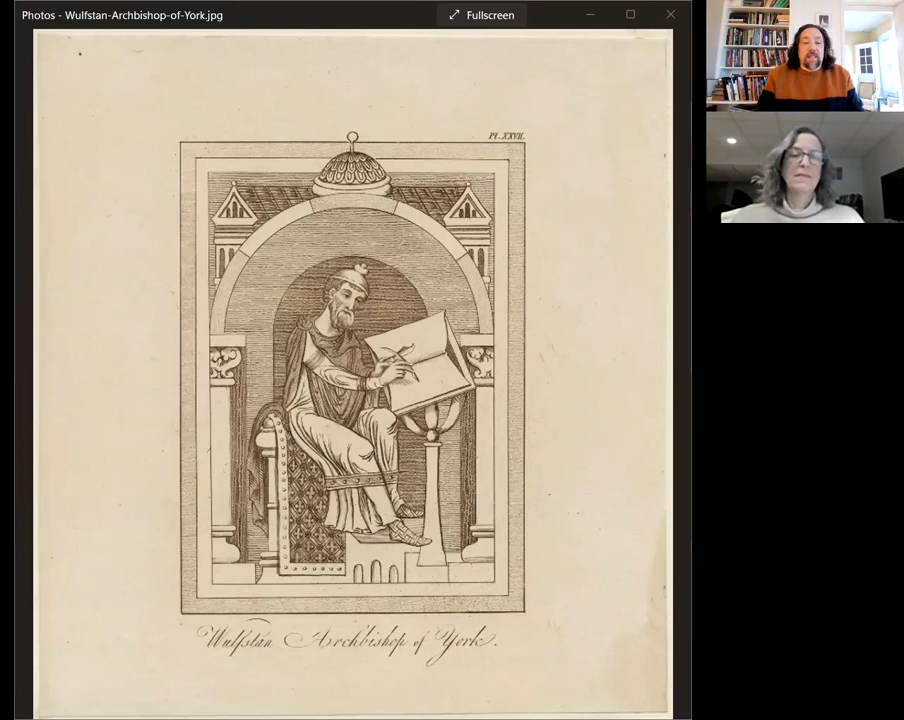 Photos - Wulfstan-Archbishop-of-York.jpg
Fullscreen
Pl. XXVII.
Wulfstan Archbishop of York.